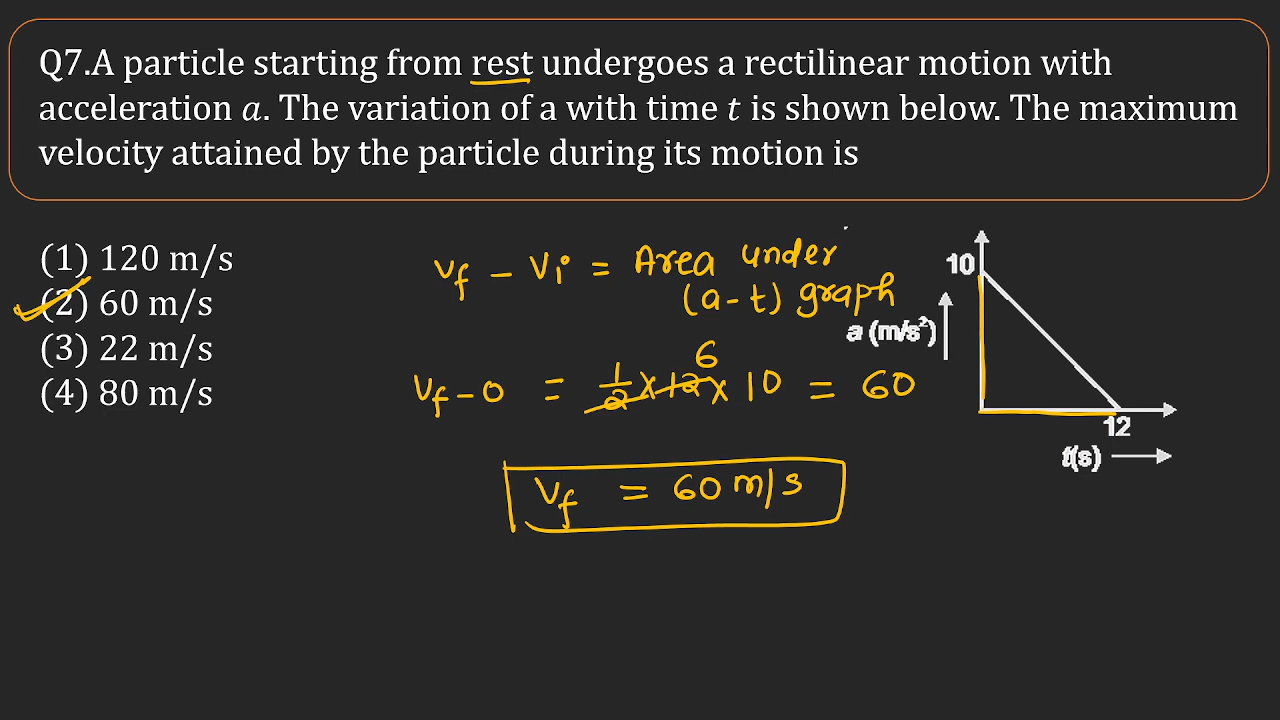 Q7.A particle starting from rest undergoes a rectilinear motion with
acceleration a. The variation of a with time t is shown below. The maximum
velocity attained by the particle during its motion is
(1) 120 m/s
(2) 60 m/s
(3) 22 m/s
(4) 80 m/s
vf - Vi = Area under
(a-t) graph
vf - 0 = 1/2 × 12 × 10 = 60
6
vf = 60 m/s
10
a (m/s²)
12
t(s)